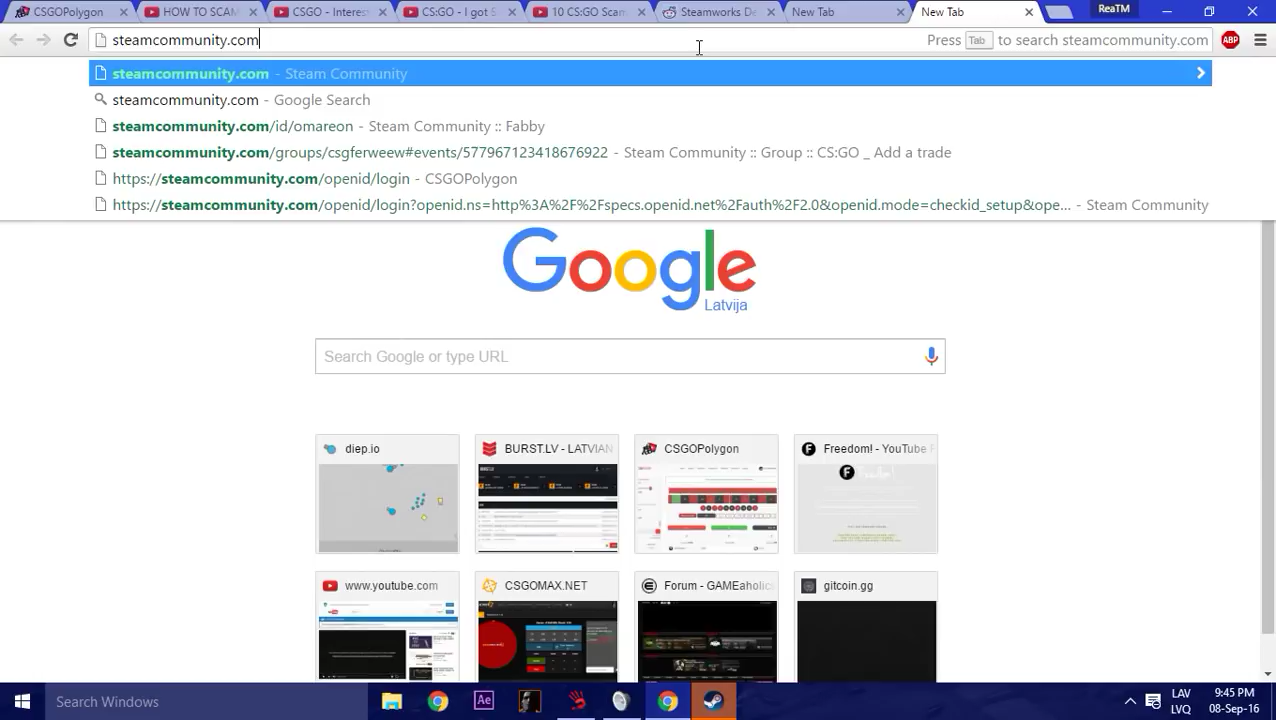 CSGOPolygon
HOW TO SCAM
CSGO - Interes
CS:GO - I got S
10 CS:GO Scam
Steamworks De
New Tab
New Tab
ReaTM
steamcommunity.com
Press Tab to search steamcommunity.com
ABP
steamcommunity.com - Steam Community
steamcommunity.com - Google Search
steamcommunity.com/id/omareon - Steam Community :: Fabby
steamcommunity.com/groups/csgferweew#events/577967123418676922 - Steam Community :: Group :: CS:GO _ Add a trade
https://steamcommunity.com/openid/login - CSGOPolygon
https://steamcommunity.com/openid/login?openid.ns=http%3A%2F%2Fspecs.openid.net%2Fauth%2F2.0&openid.mode=checkid_setup&ope... - Steam Community
Google
Latvija
Search Google or type URL
diep.io
BURST.LV - LATVIAN
CSGOPolygon
Freedom! - YouTube
www.youtube.com
CSGOMAX.NET
Forum - GAMEaholics
gitcoin.gg
Search Windows
Ae
LAV
LVQ
9:45 PM
08-Sep-16